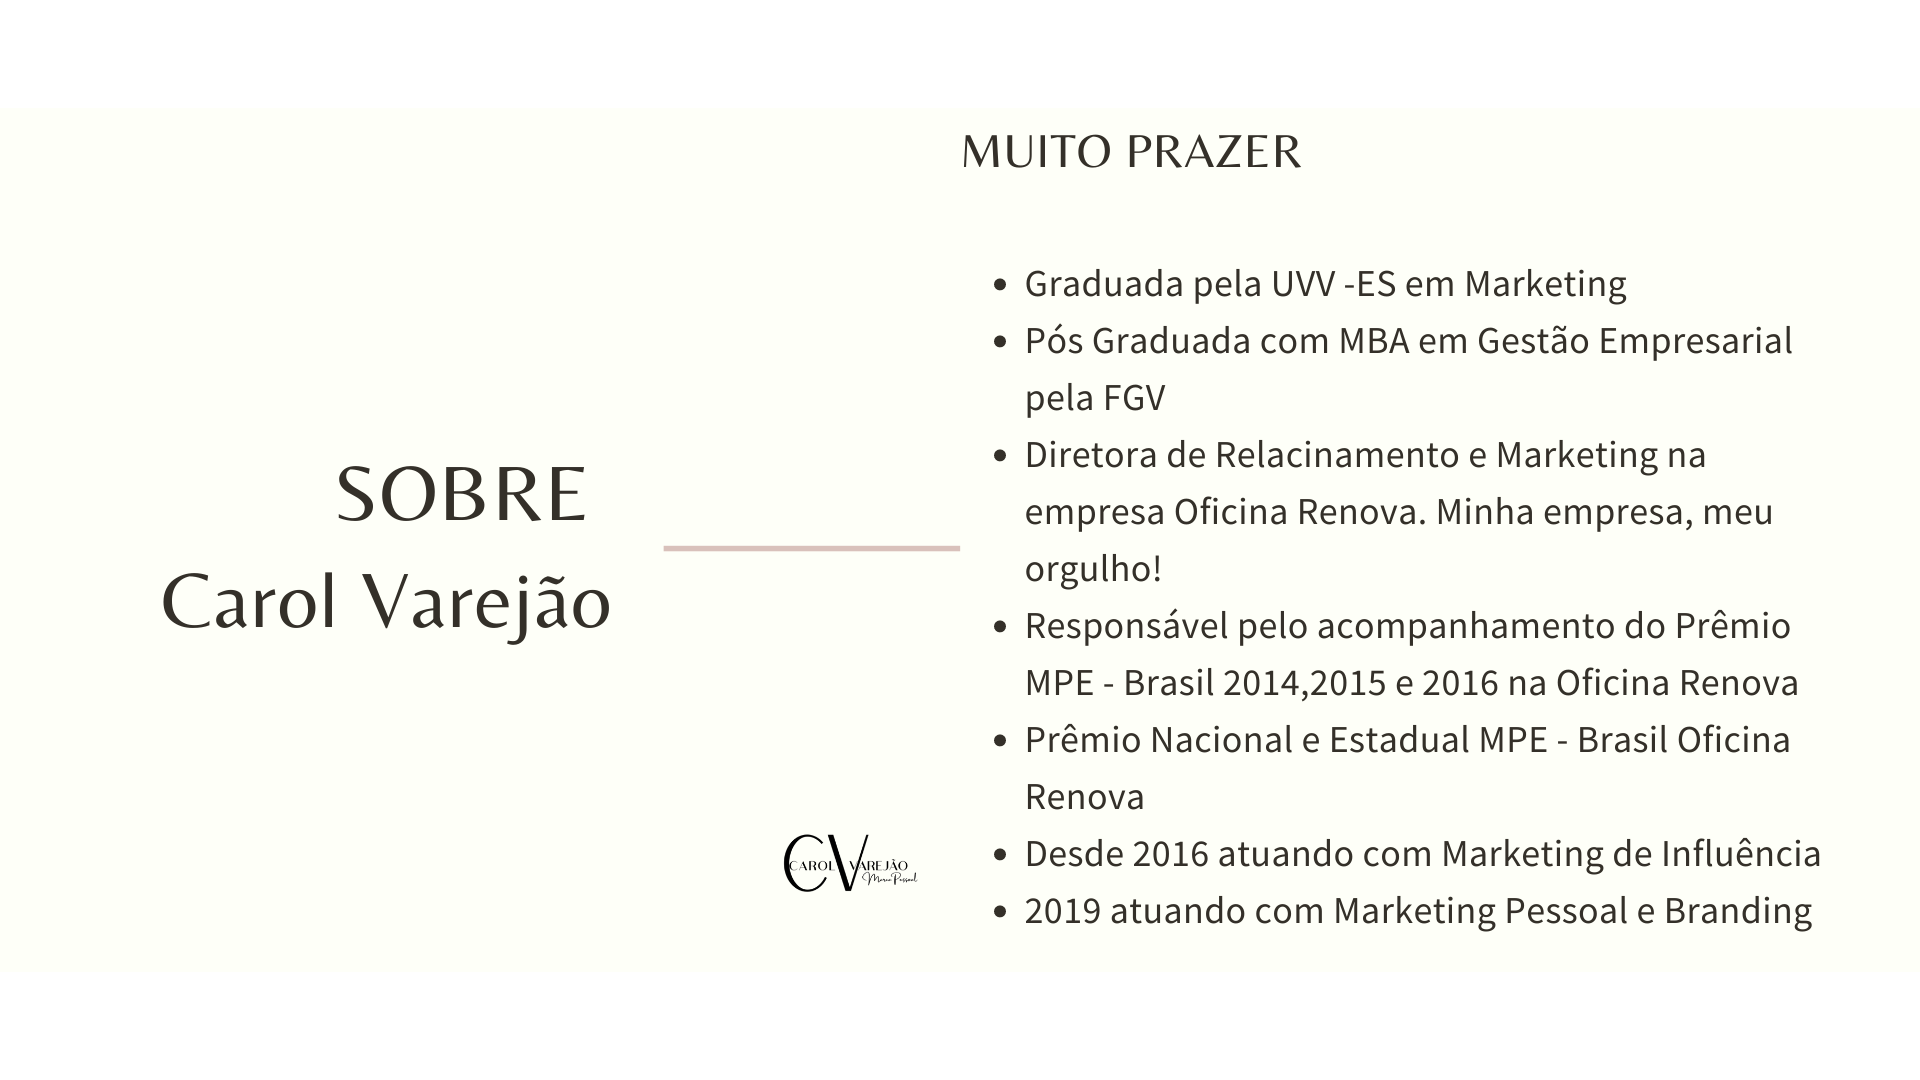 SOBRE
Carol Varejão
CV
CAROL VAREJÃO
Marca Pessoal
MUITO PRAZER
• Graduada pela UVV -ES em Marketing
• Pós Graduada com MBA em Gestão Empresarial
pela FGV
• Diretora de Relacinamento e Marketing na
empresa Oficina Renova. Minha empresa, meu
orgulho!
• Responsável pelo acompanhamento do Prêmio
MPE - Brasil 2014,2015 e 2016 na Oficina Renova
• Prêmio Nacional e Estadual MPE - Brasil Oficina
Renova
• Desde 2016 atuando com Marketing de Influência
• 2019 atuando com Marketing Pessoal e Branding